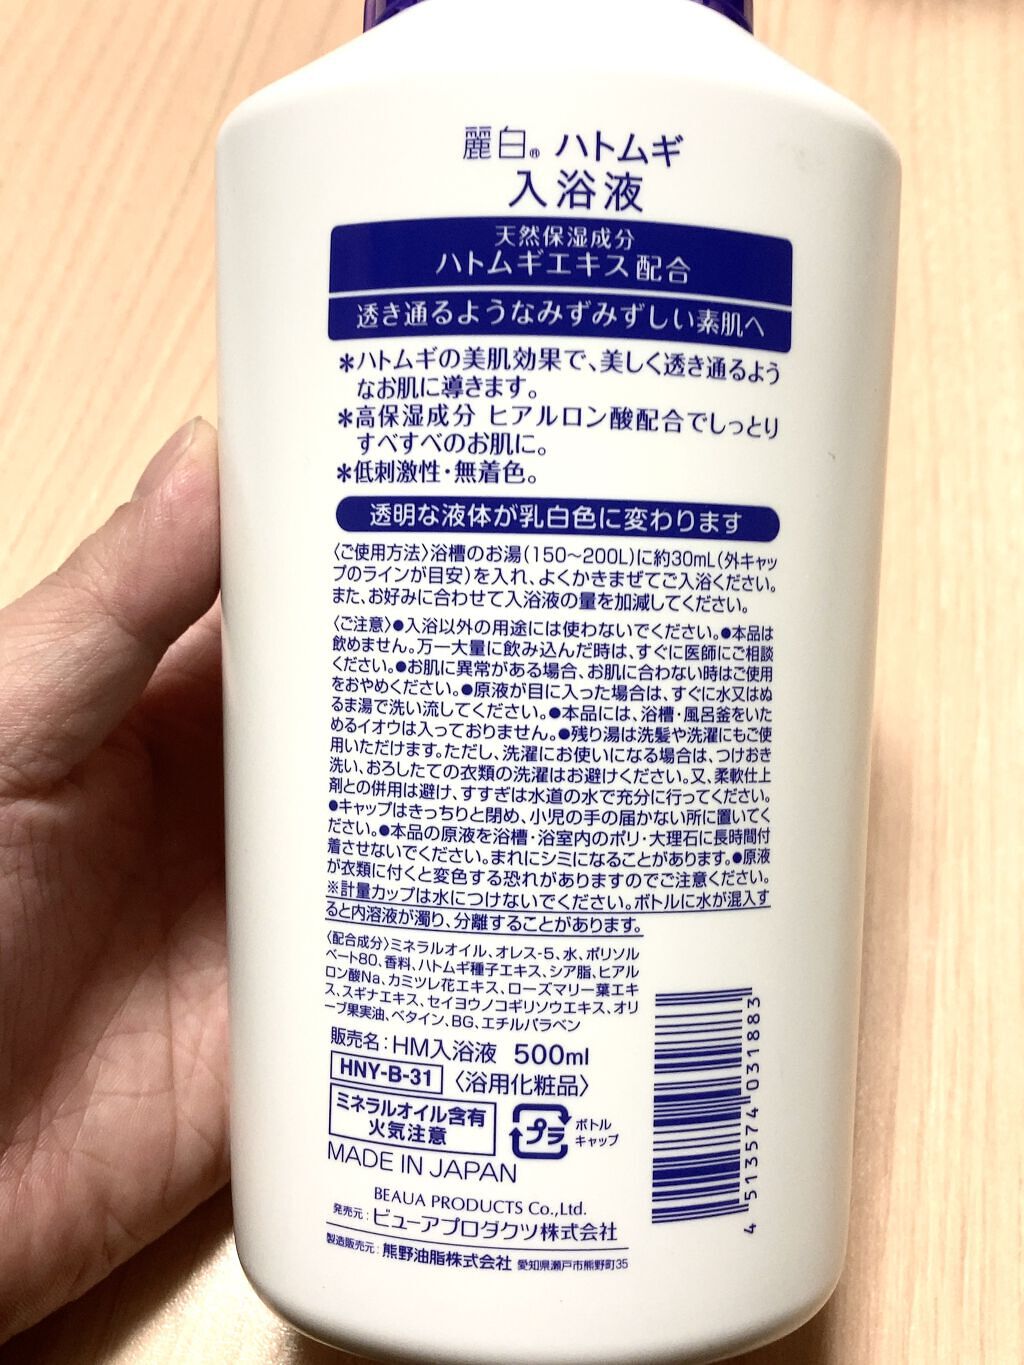 麗白® ハトムギ
入浴液
天然保湿成分
ハトムギエキス配合
透き通るようなみずみずしい素肌へ
＊ハトムギの美肌効果で、美しく透き通るよう
なお肌に導きます。
＊高保湿成分 ヒアルロン酸配合でしっとり
すべすべのお肌に。
＊低刺激性・無着色。
透明な液体が乳白色に変わります
〈ご使用方法〉浴槽のお湯(150～200L)に約30mL(外キャッ
プのラインが目安)を入れ、よくかきまぜてご入浴ください。
また、お好みに合わせて入浴液の量を加減してください。
〈ご注意〉●入浴以外の用途には使わないでください。●本品は
飲めません。万一大量に飲み込んだ時は、すぐに医師にご相談
ください。●お肌に異常がある場合、お肌に合わない時はご使用
をおやめください。●原液が目に入った場合は、すぐに水又はぬ
るま湯で洗い流してください。●本品には、浴槽・風呂釜をいた
めるイオウは入っておりません。●残り湯は洗髪や洗濯にもご使
用いただけます。ただし、洗濯にお使いになる場合は、つけおき
洗い、おろしたての衣類の洗濯はお避けください。又、柔軟仕上
剤との併用は避け、すすぎは水道の水で充分に行ってください。
●キャップはきっちりと閉め、小児の手の届かない所に置いてく
ださい。●本品の原液を浴槽・浴室内のポリ・大理石に長時間付
着させないでください。まれにシミになることがあります。●原液
が衣類に付くと変色する恐れがありますのでご注意ください。
※計量カップは水につけないでください。ボトルに水が混入す
ると内溶液が濁り、分離することがあります。
〈配合成分〉ミネラルオイル、オレス-5、水、ポリソル
ベート80、香料、ハトムギ種子エキス、シア脂、ヒアル
ロン酸Na、カミツレ花エキス、ローズマリー葉エキ
ス、スギナエキス、セイヨウノコギリソウエキス、オリ
ーブ果実油、ベタイン、BG、エチルパラベン
販売名：HM入浴液 500ml
HNY-B-31 〈浴用化粧品〉
ミネラルオイル含有
火気注意
プラ
ボトル
キャップ
MADE IN JAPAN
BEAUA PRODUCTS Co.,Ltd.
発売元：ビューアプロダクツ株式会社
製造販売元：熊野油脂株式会社 愛知県瀬戸市熊野町35
4 513574 031883